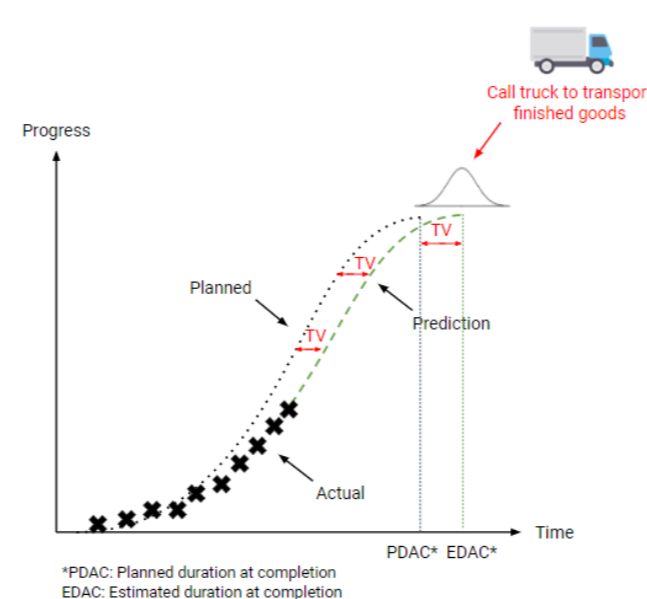 Call truck to transpor
finished goods
Progress
TV
TV
Planned
Prediction
TV
Actual
Time
PDAC* EDAC*
*PDAC: Planned duration at completion
EDAC: Estimated duration at completion